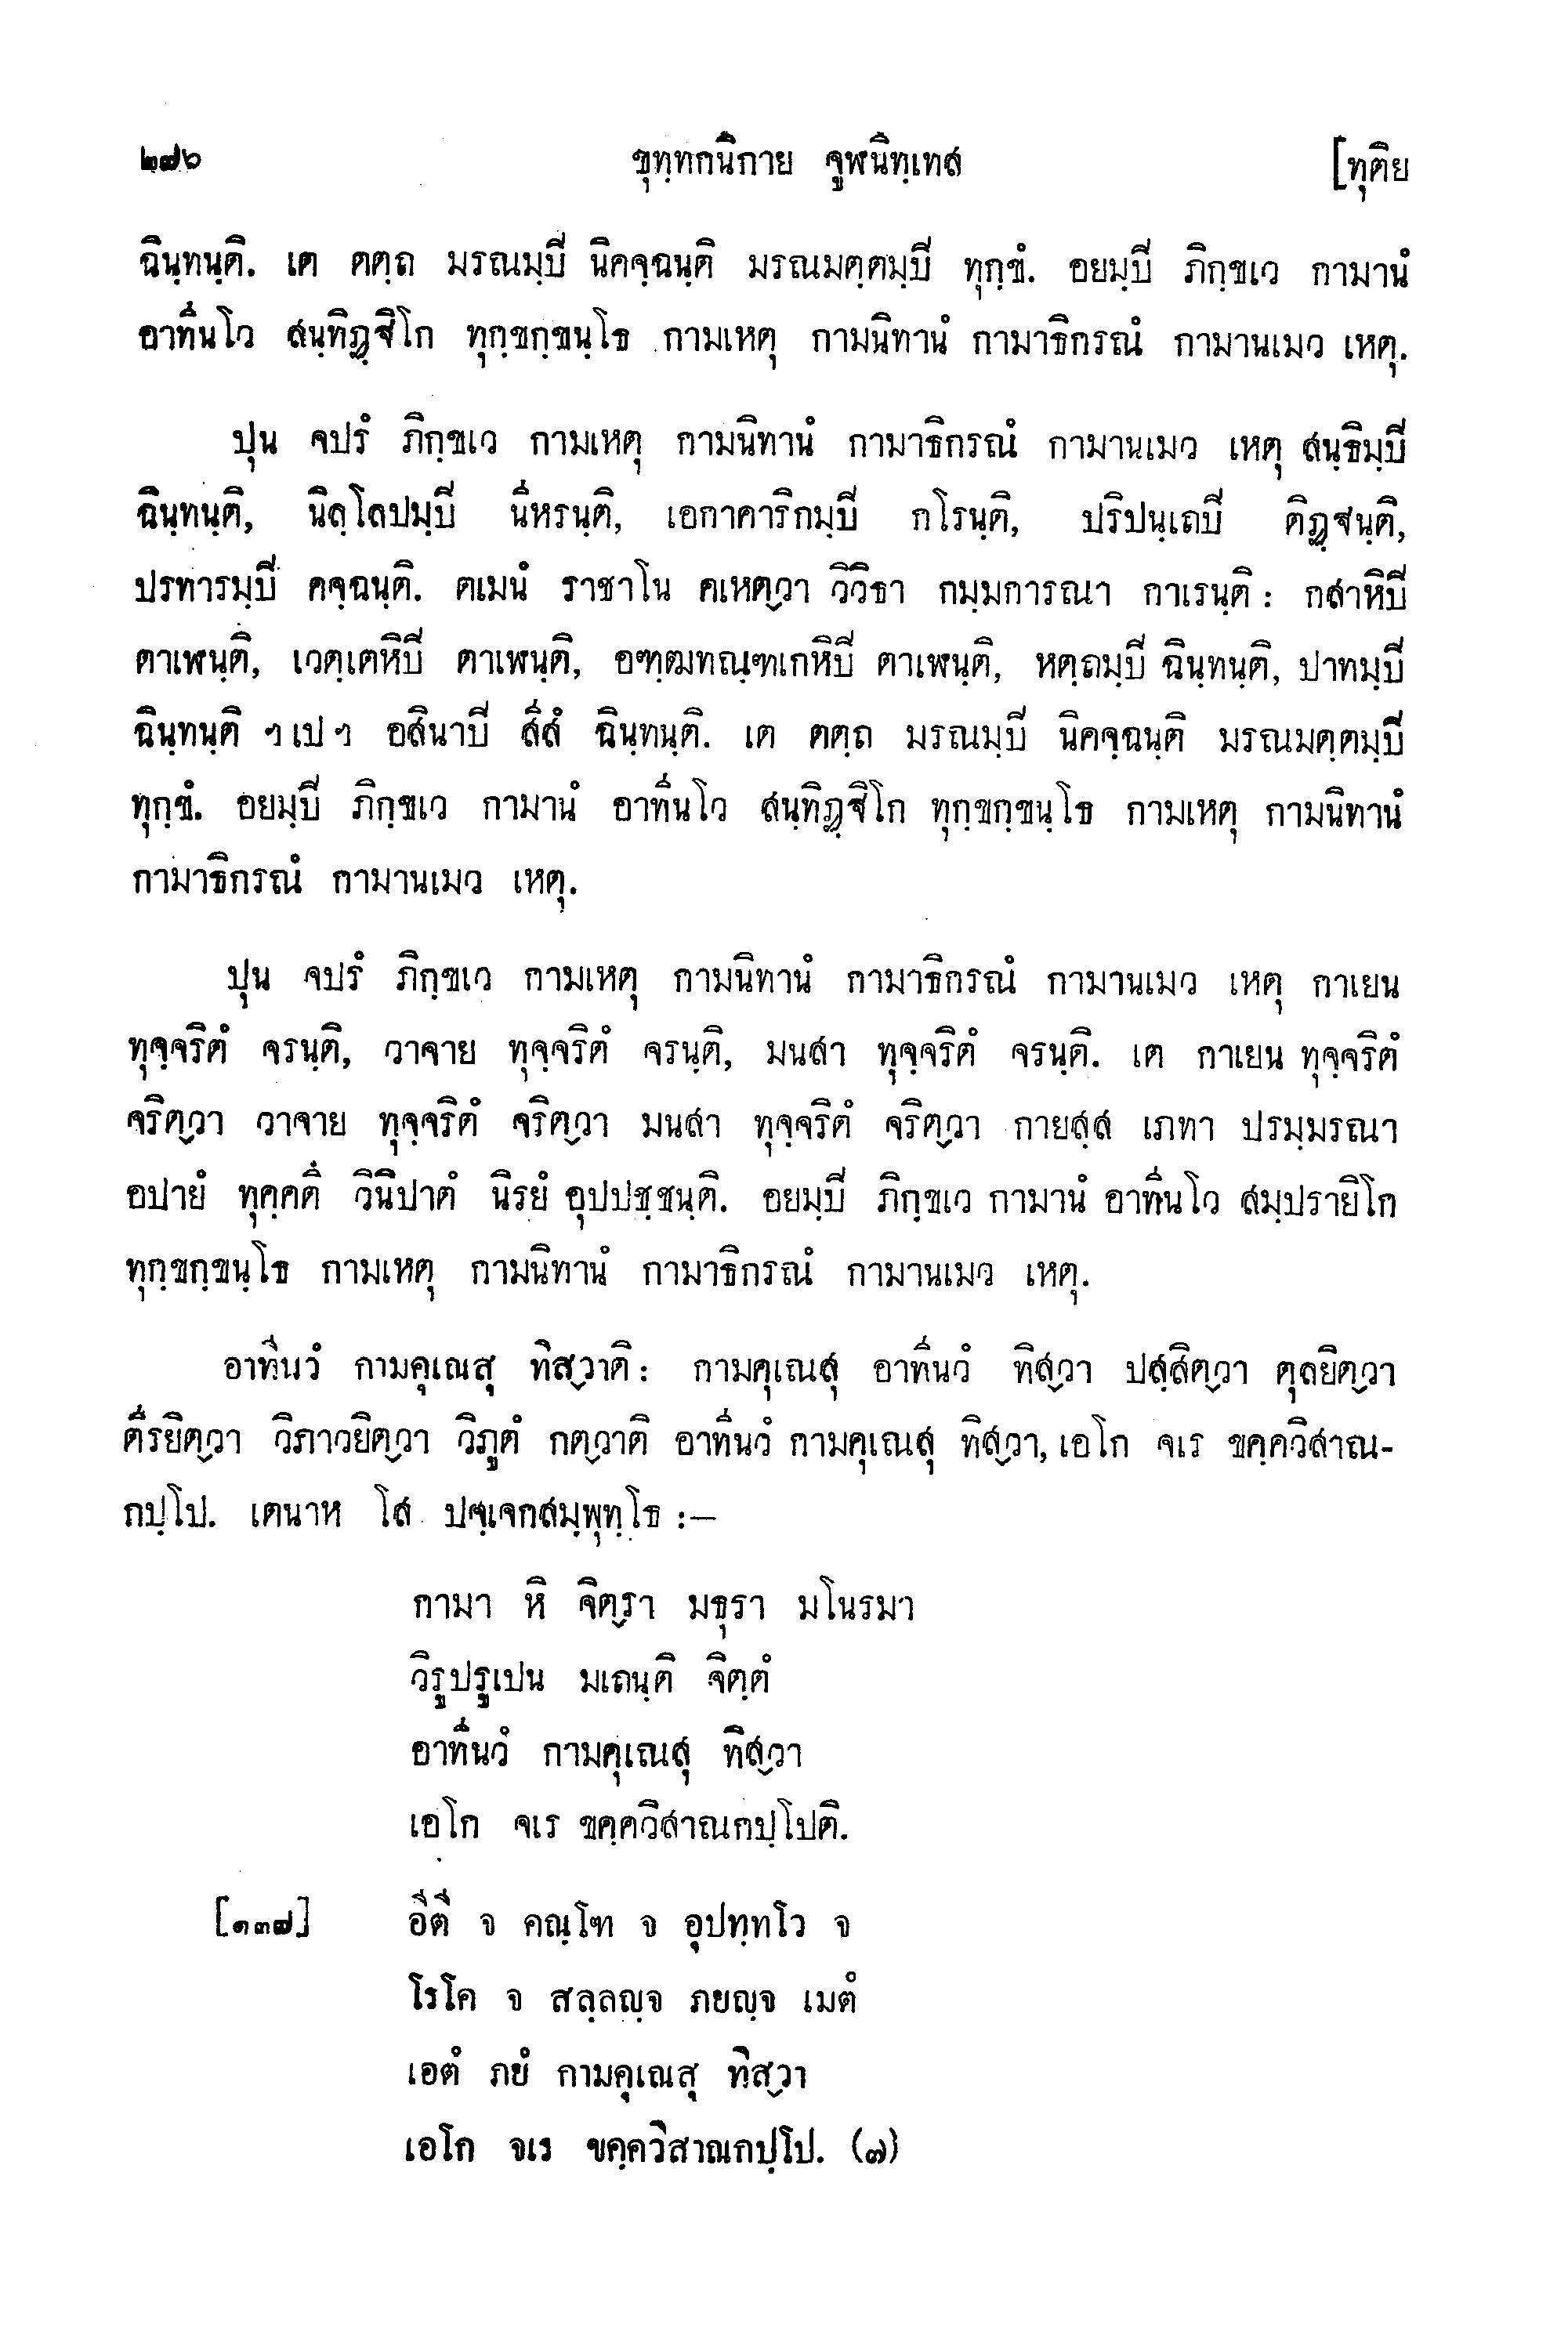 ๒๗๖ ขุทฺทกนิกาย จูฬนิทฺเทส [ทุติย
ฉินฺทนฺติ. เต ตตฺถ มรณมฺปี นิคจฺฉนฺติ มรณมตฺตมฺปี ทุกฺขํ. อยมฺปี ภิกฺขเว กามานํ
อาทีนโว สนฺทิฏฺฐิโก ทุกฺขกฺขนฺโธ กามเหตุ กามนิทานํ กามาธิกรณํ กามานเมว เหตุ.
ปุน จปรํ ภิกฺขเว กามเหตุ กามนิทานํ กามาธิกรณํ กามานเมว เหตุ สนฺธิมฺปี
ฉินฺทนฺติ, นิลฺโลปมฺปี นีหรนฺติ, เอกาคาริกมฺปี กโรนฺติ, ปริปนฺเถปี ติฏฺฐนฺติ,
ปรทารมฺปี คจฺฉนฺติ. ตเมนํ ราชาโน คเหตฺวา วิวิธา กมฺมการณา กาเรนฺติ : กสาหิปี
ตาเฬนฺติ, เวตฺเตหิปี ตาเฬนฺติ, อฑฺฒทณฺฑเกหิปี ตาเฬนฺติ, หตฺถมฺปี ฉินฺทนฺติ, ปาทมฺปี
ฉินฺทนฺติ ฯเปฯ อสินาปี สีสํ ฉินฺทนฺติ. เต ตตฺถ มรณมฺปี นิคจฺฉนฺติ มรณมตฺตมฺปี
ทุกฺขํ. อยมฺปี ภิกฺขเว กามานํ อาทีนโว สนฺทิฏฺฐิโก ทุกฺขกฺขนฺโธ กามเหตุ กามนิทานํ
กามาธิกรณํ กามานเมว เหตุ.
ปุน จปรํ ภิกฺขเว กามเหตุ กามนิทานํ กามาธิกรณํ กามานเมว เหตุ กาเยน
ทุจฺจริตํ จรนฺติ, วาจาย ทุจฺจริตํ จรนฺติ, มนสา ทุจฺจริตํ จรนฺติ. เต กาเยน ทุจฺจริตํ
จริตฺวา วาจาย ทุจฺจริตํ จริตฺวา มนสา ทุจฺจริตํ จริตฺวา กายสฺส เภทา ปรมฺมรณา
อปายํ ทุคฺคตึ วินิปาตํ นิรยํ อุปปชฺชนฺติ. อยมฺปี ภิกฺขเว กามานํ อาทีนโว สมฺปรายิโก
ทุกฺขกฺขนฺโธ กามเหตุ กามนิทานํ กามาธิกรณํ กามานเมว เหตุ.
อาทีนวํ กามคุเณสุ ทิสฺวาติ : กามคุเณสุ อาทีนวํ ทิสฺวา ปสฺสิตฺวา ตุลยิตฺวา
ตีรยิตฺวา วิภาวยิตฺวา วิภูตํ กตฺวาติ อาทีนวํ กามคุเณสุ ทิสฺวา, เอโก จเร ขคฺควิสาณ-
กปฺโป. เตนาห โส ปจฺเจกสมฺพุทฺโธ :–
กามา หิ จิตฺรา มธุรา มโนรมา
วิรูปรูเปน มเถนฺติ จิตฺตํ
อาทีนวํ กามคุเณสุ ทิสฺวา
เอโก จเร ขคฺควิสาณกปฺโปติ.
[๑๓๗] อีตี จ คณฺโฑ จ อุปทฺทโว จ
โรโค จ สลฺลญฺจ ภยญฺจ เมตํ
เอตํ ภยํ กามคุเณสุ ทิสฺวา
เอโก จเร ขคฺควิสาณกปฺโป. (๗)